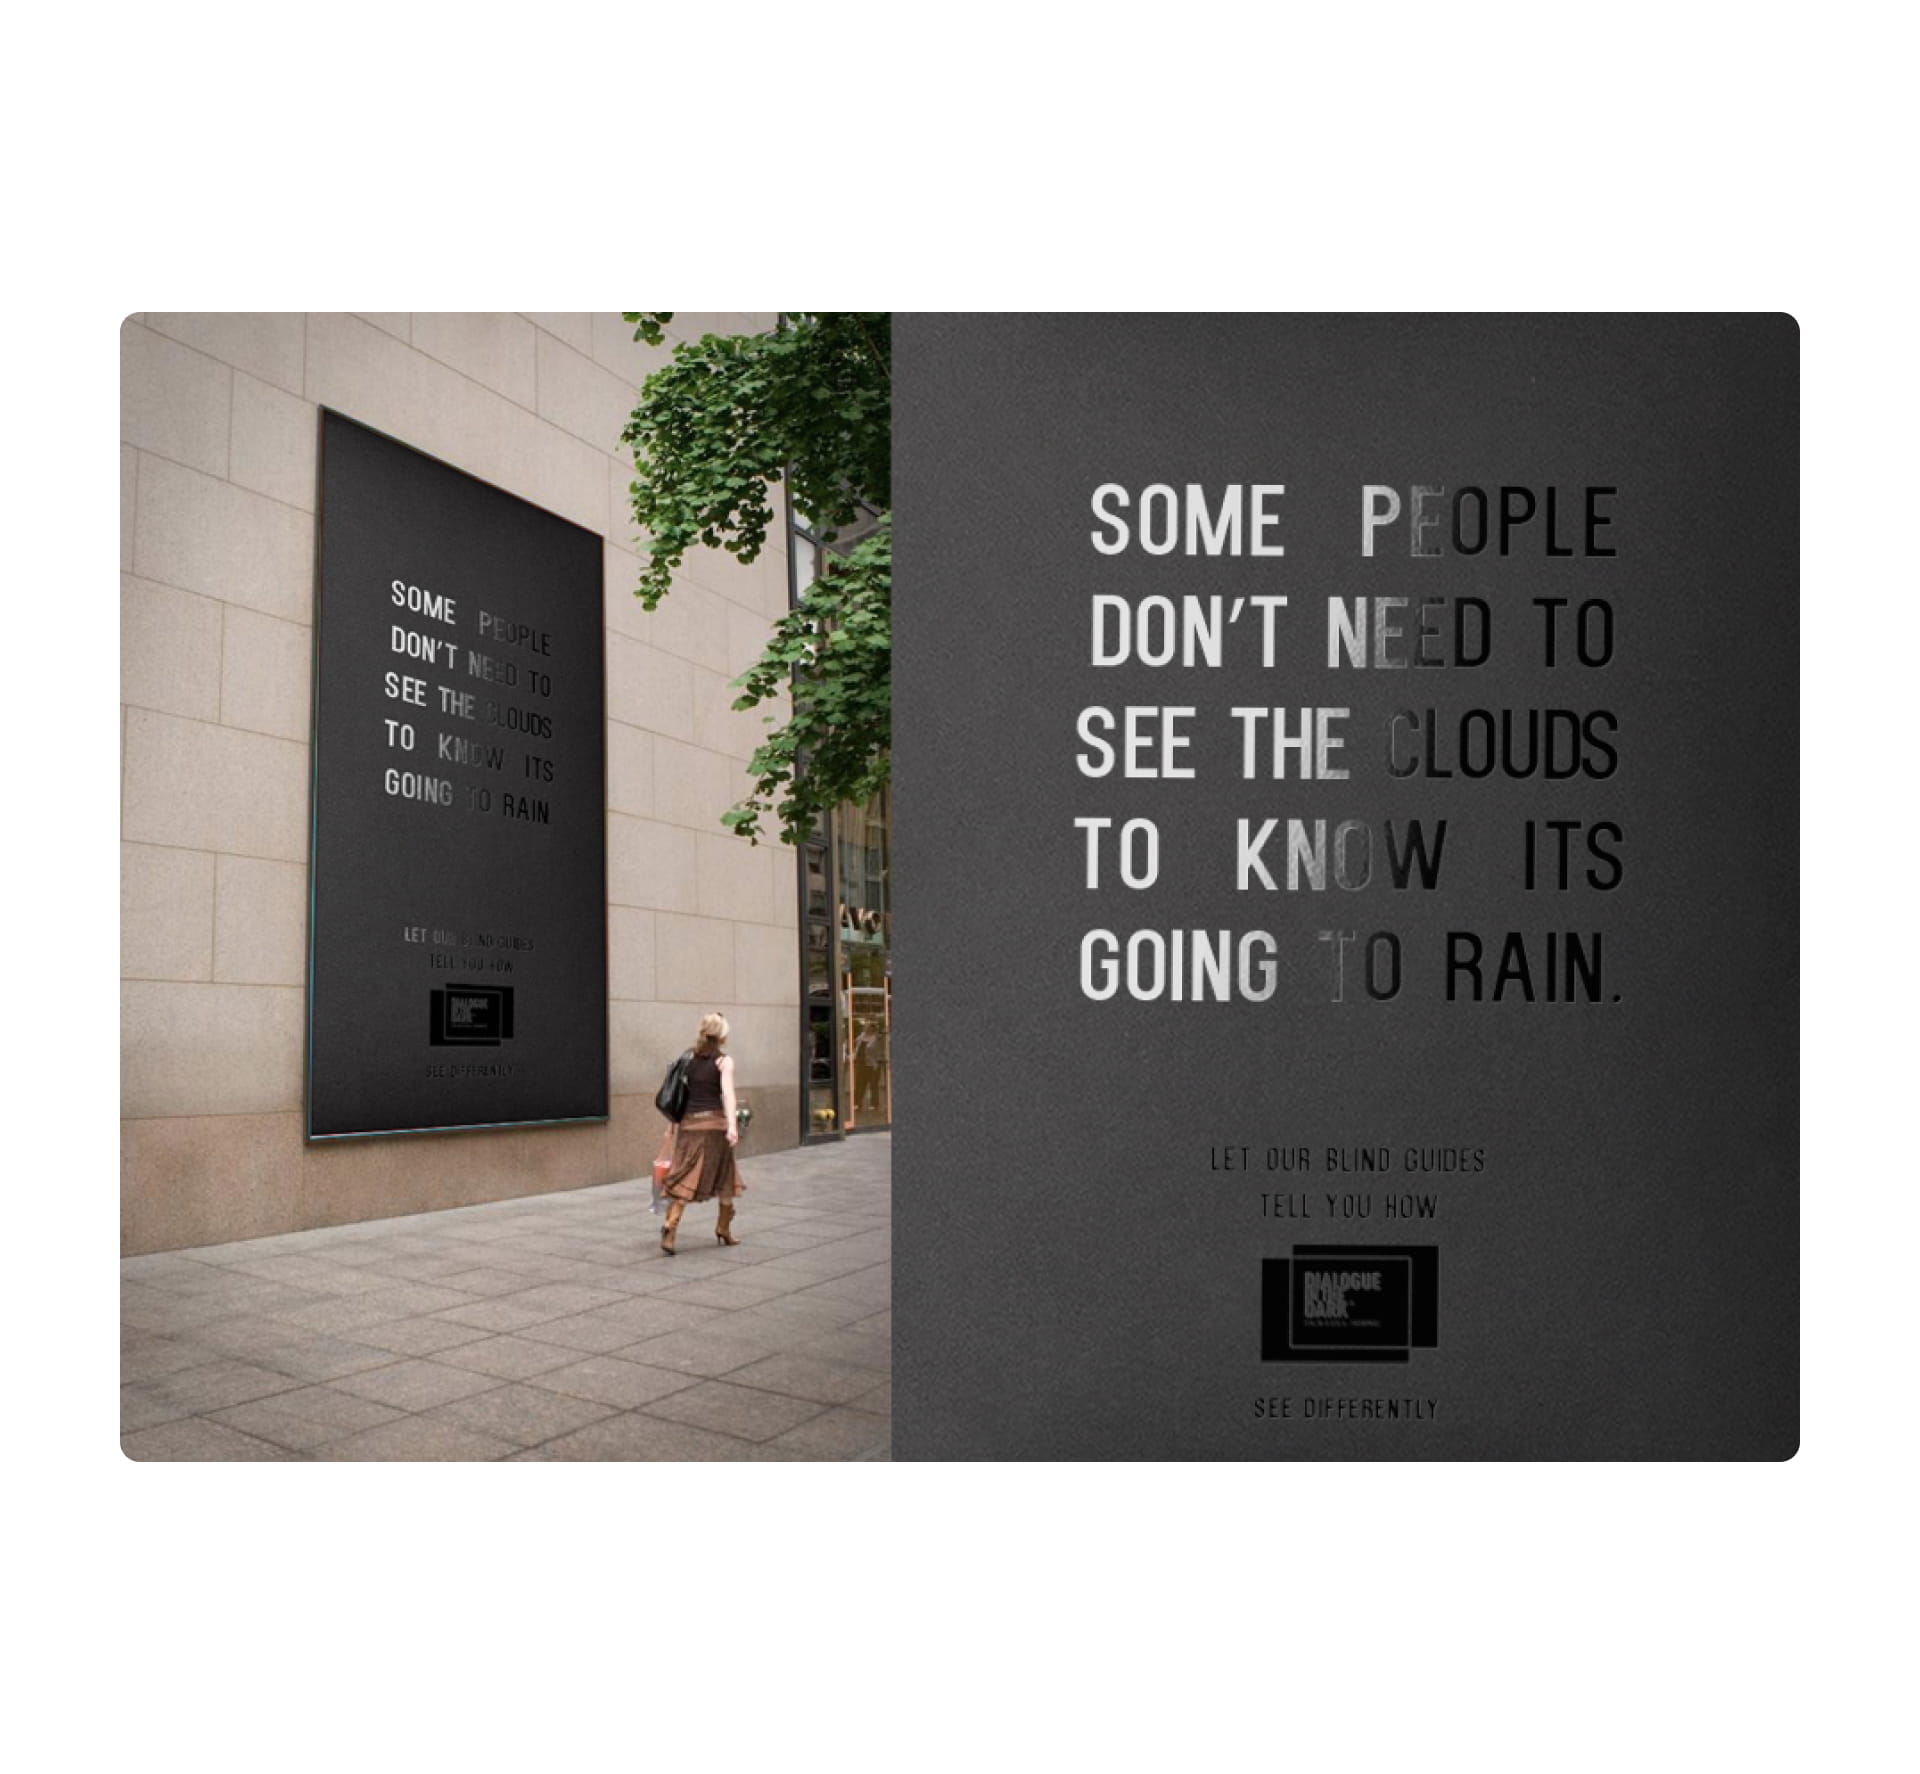 SOME PEOPLE
DON'T NEED TO
SEE THE CLOUDS
TO KNOW ITS
GOING TO RAIN
LET OUR BLIND GUIDES
TELL YOU HOW
DIALOGUE
IN THE
DARK
SEE DIFFERENTLY
SOME PEOPLE
DON'T NEED TO
SEE THE CLOUDS
TO KNOW ITS
GOING TO RAIN.
LET OUR BLIND GUIDES
TELL YOU HOW
DIALOGUE
IN THE
DARK
SEE DIFFERENTLY